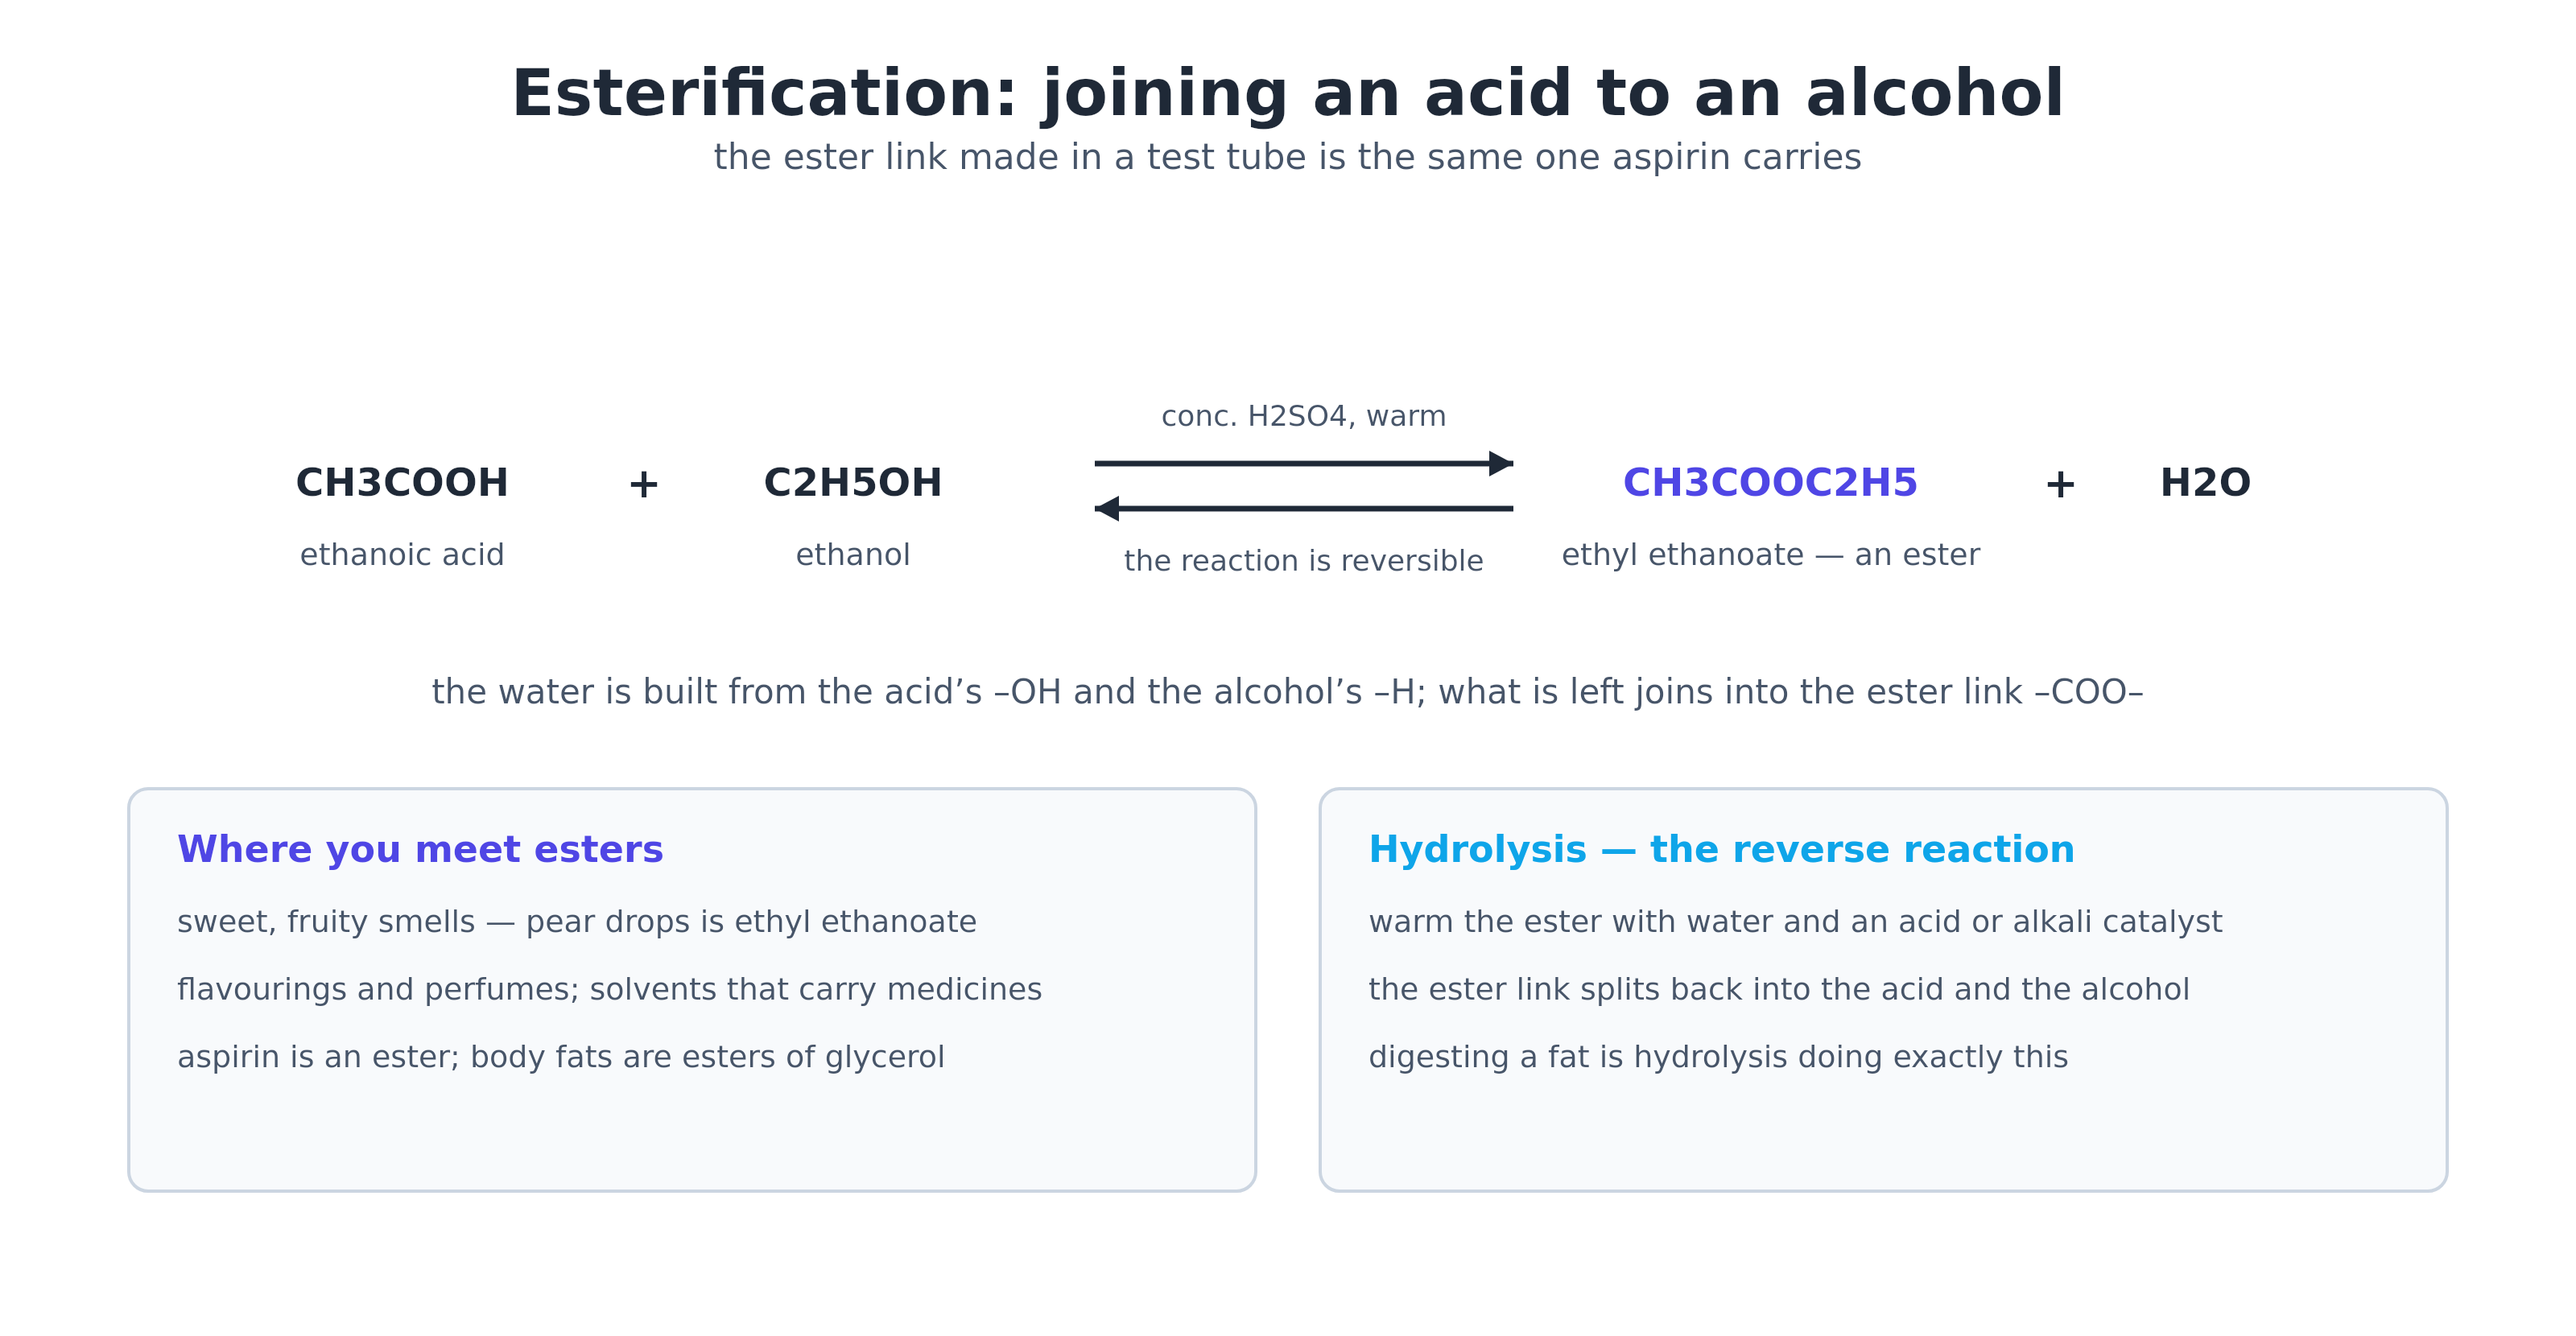 Esterification: joining an acid to an alcohol
the ester link made in a test tube is the same one aspirin carries
conc. H2SO4, warm
CH3COOH + C2H5OH CH3COOC2H5 + H2O
ethanoic acid ethanol the reaction is reversible ethyl ethanoate — an ester
the water is built from the acid’s –OH and the alcohol’s –H; what is left joins into the ester link –COO–
Where you meet esters
sweet, fruity smells — pear drops is ethyl ethanoate
flavourings and perfumes; solvents that carry medicines
aspirin is an ester; body fats are esters of glycerol
Hydrolysis — the reverse reaction
warm the ester with water and an acid or alkali catalyst
the ester link splits back into the acid and the alcohol
digesting a fat is hydrolysis doing exactly this